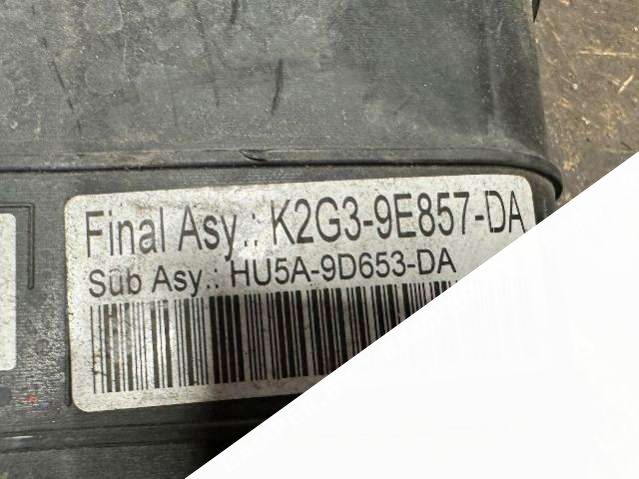 Final Asy.: K2G3-9E857-DA
Sub Asy.: HU5A-9D653-DA